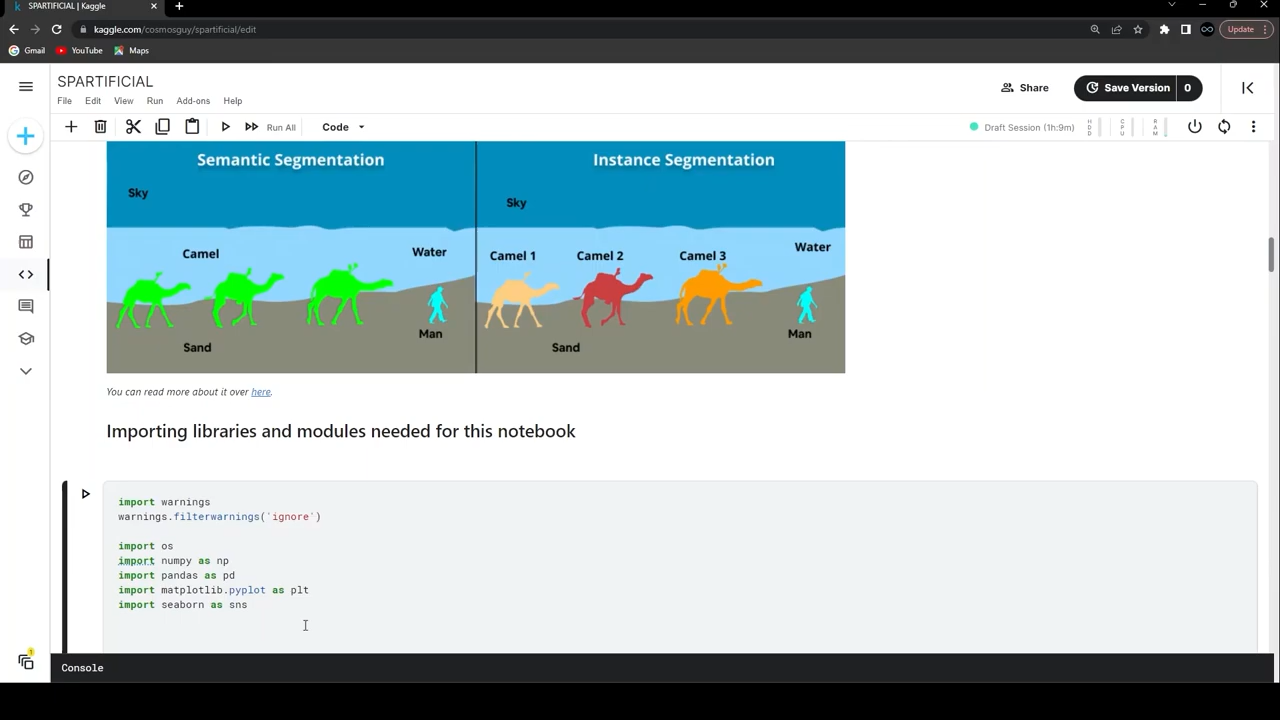 SPARTIFICIAL | Kaggle
kaggle.com/cosmosguy/spartificial/edit
Update
Gmail YouTube Maps
SPARTIFICIAL
File Edit View Run Add-ons Help
Share
Save Version 0
Run All Code
Draft Session (1h:9m)
HDD
CPU
RAM
Semantic Segmentation
Sky
Camel
Water
Man
Sand
Instance Segmentation
Sky
Camel 1 Camel 2 Camel 3
Water
Man
Sand
You can read more about it over here.
Importing libraries and modules needed for this notebook
import warnings
warnings.filterwarnings('ignore')
import os
import numpy as np
import pandas as pd
import matplotlib.pyplot as plt
import seaborn as sns
1
Console